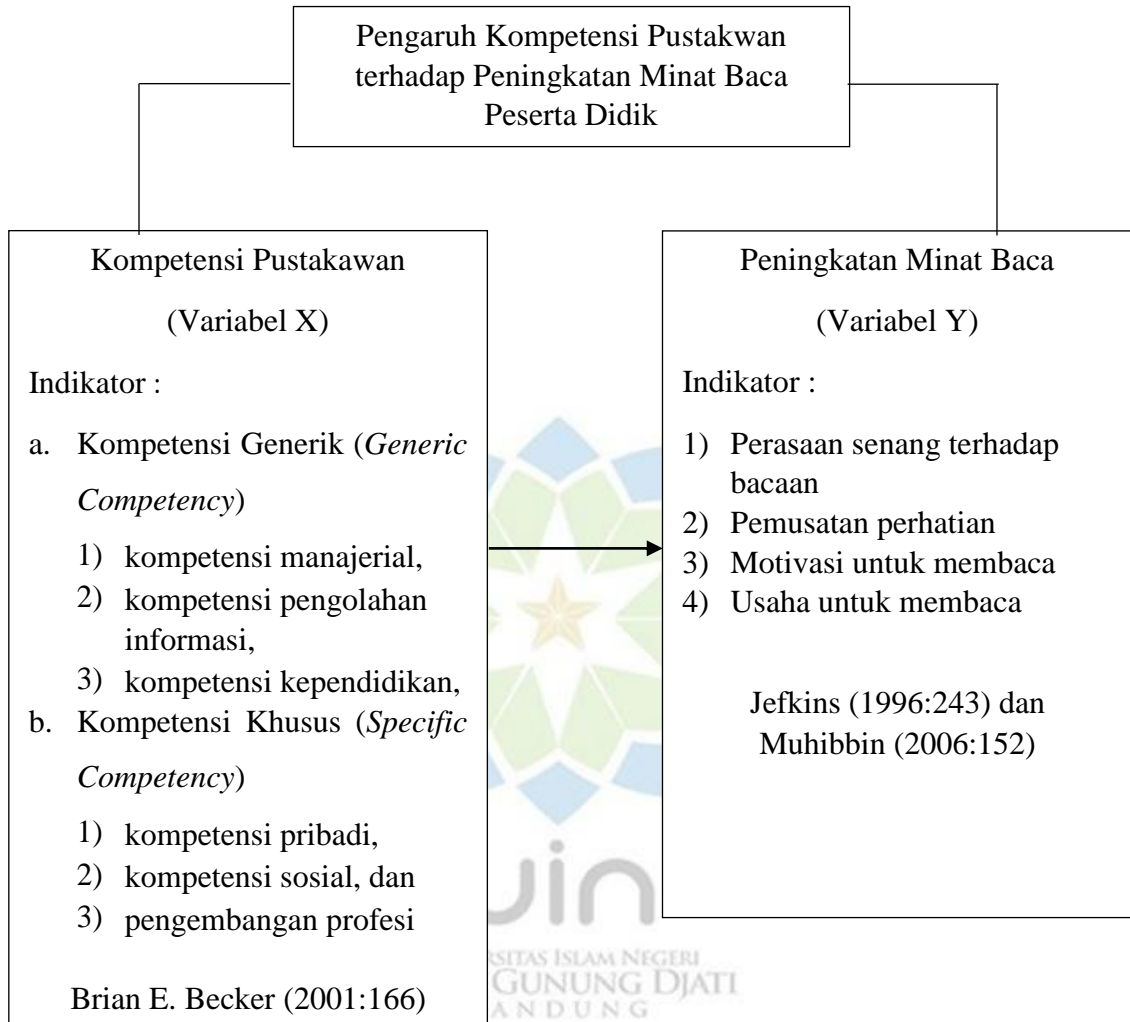 Pengaruh Kompetensi Pustakwan
terhadap Peningkatan Minat Baca
Peserta Didik
Kompetensi Pustakawan
(Variabel X)
Indikator :
a. Kompetensi Generik (Generic
Competency)
1) kompetensi manajerial,
2) kompetensi pengolahan
informasi,
3) kompetensi kependidikan,
b. Kompetensi Khusus (Specific
Competency)
1) kompetensi pribadi,
2) kompetensi sosial, dan
3) pengembangan profesi
Brian E. Becker (2001:166)
Peningkatan Minat Baca
(Variabel Y)
Indikator :
1) Perasaan senang terhadap
bacaan
2) Pemusatan perhatian
3) Motivasi untuk membaca
4) Usaha untuk membaca
Jefkins (1996:243) dan
Muhibbin (2006:152)
uin
ISLAM NEGERI
GUNUNG DJATI